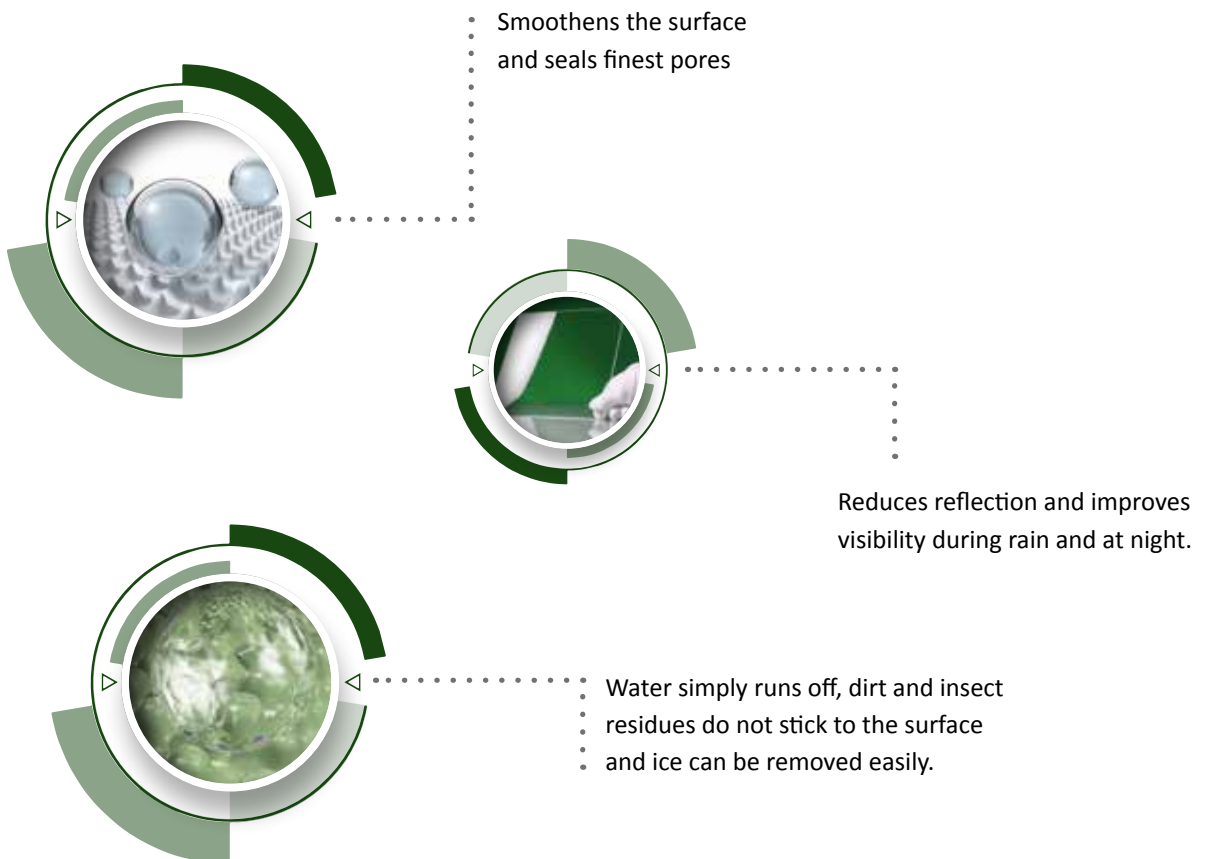 Smoothens the surface
and seals finest pores
Reduces reflection and improves
visibility during rain and at night.
Water simply runs off, dirt and insect
residues do not stick to the surface
and ice can be removed easily.